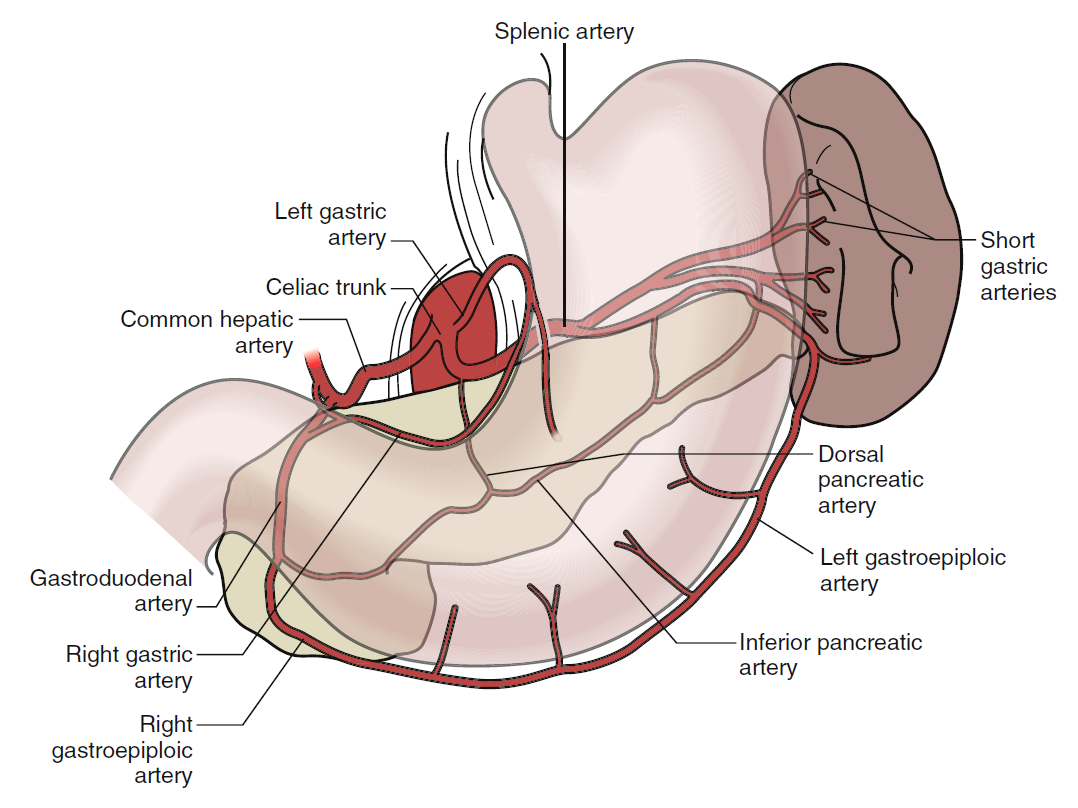 Splenic artery
Left gastric
artery
Celiac trunk
Common hepatic
artery
Short
gastric
arteries
Dorsal
pancreatic
artery
Left gastroepiploic
artery
Gastroduodenal
artery
Inferior pancreatic
artery
Right gastric
artery
Right
gastroepiploic
artery